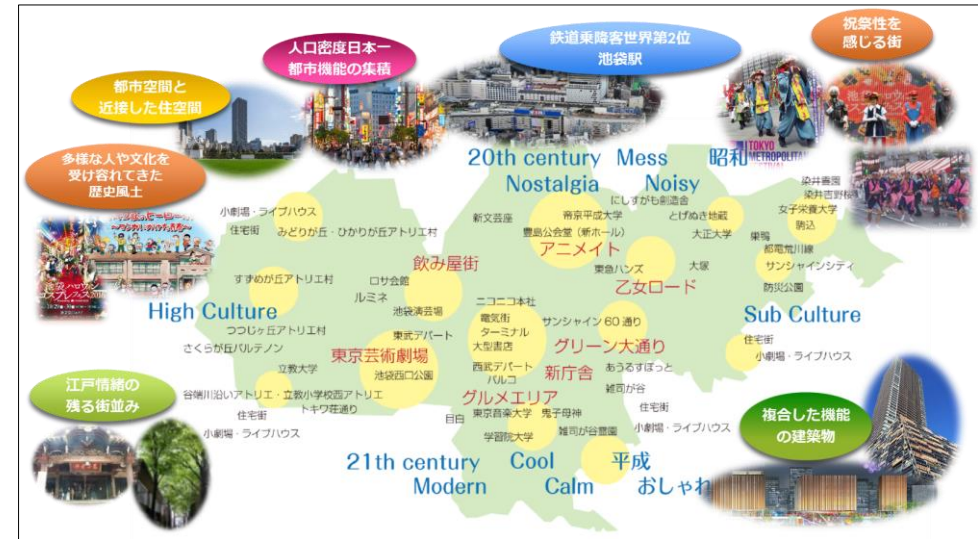 鉄道乗降客世界第2位
池袋駅
祝祭性を
感じる街
人口密度日本一
都市機能の集積
都市空間と
近接した住空間
多様な人や文化を
受け容れてきた
歴史風土
TOKYO
METROPOLITAN
20th century Mess 昭和
Nostalgia Noisy
染井霊園
染井吉野桜
にしすがも創造舎
女子栄養大学
小劇場・ライブハウス
新文芸座
帝京平成大学
とげぬき地蔵
駒込
住宅街
みどりが丘・ひかりが丘アトリエ村
豊島公会堂（新ホール）
大正大学
巣鴨
アニメイト
都電荒川線
飲み屋街
東急ハンズ
大塚
サンシャインシティ
すずめが丘アトリエ村
ロサ会館
乙女ロード
防災公園
ルミネ
ニコニコ本社
High Culture
池袋演芸場
電気街
サンシャイン60通り
Sub Culture
つつじヶ丘アトリエ村
東武デパート
ターミナル
グリーン大通り
住宅街
さくらが丘パルテノン
東京芸術劇場
大型書店
小劇場・ライブハウス
立教大学
池袋西口公園
西武デパート
パルコ
新庁舎
あうるすぽっと
江戸情緒の
残る街並み
谷端川沿いアトリエ・立教小学校西アトリエ
グルメエリア
雑司が谷
トキワ荘通り
住宅街
目白
東京音楽大学
鬼子母神
住宅街
小劇場・ライブハウス
学習院大学
雑司が谷霊園
小劇場・ライブハウス
複合した機能
の建築物
21th century Cool 平成
Modern Calm おしゃれ